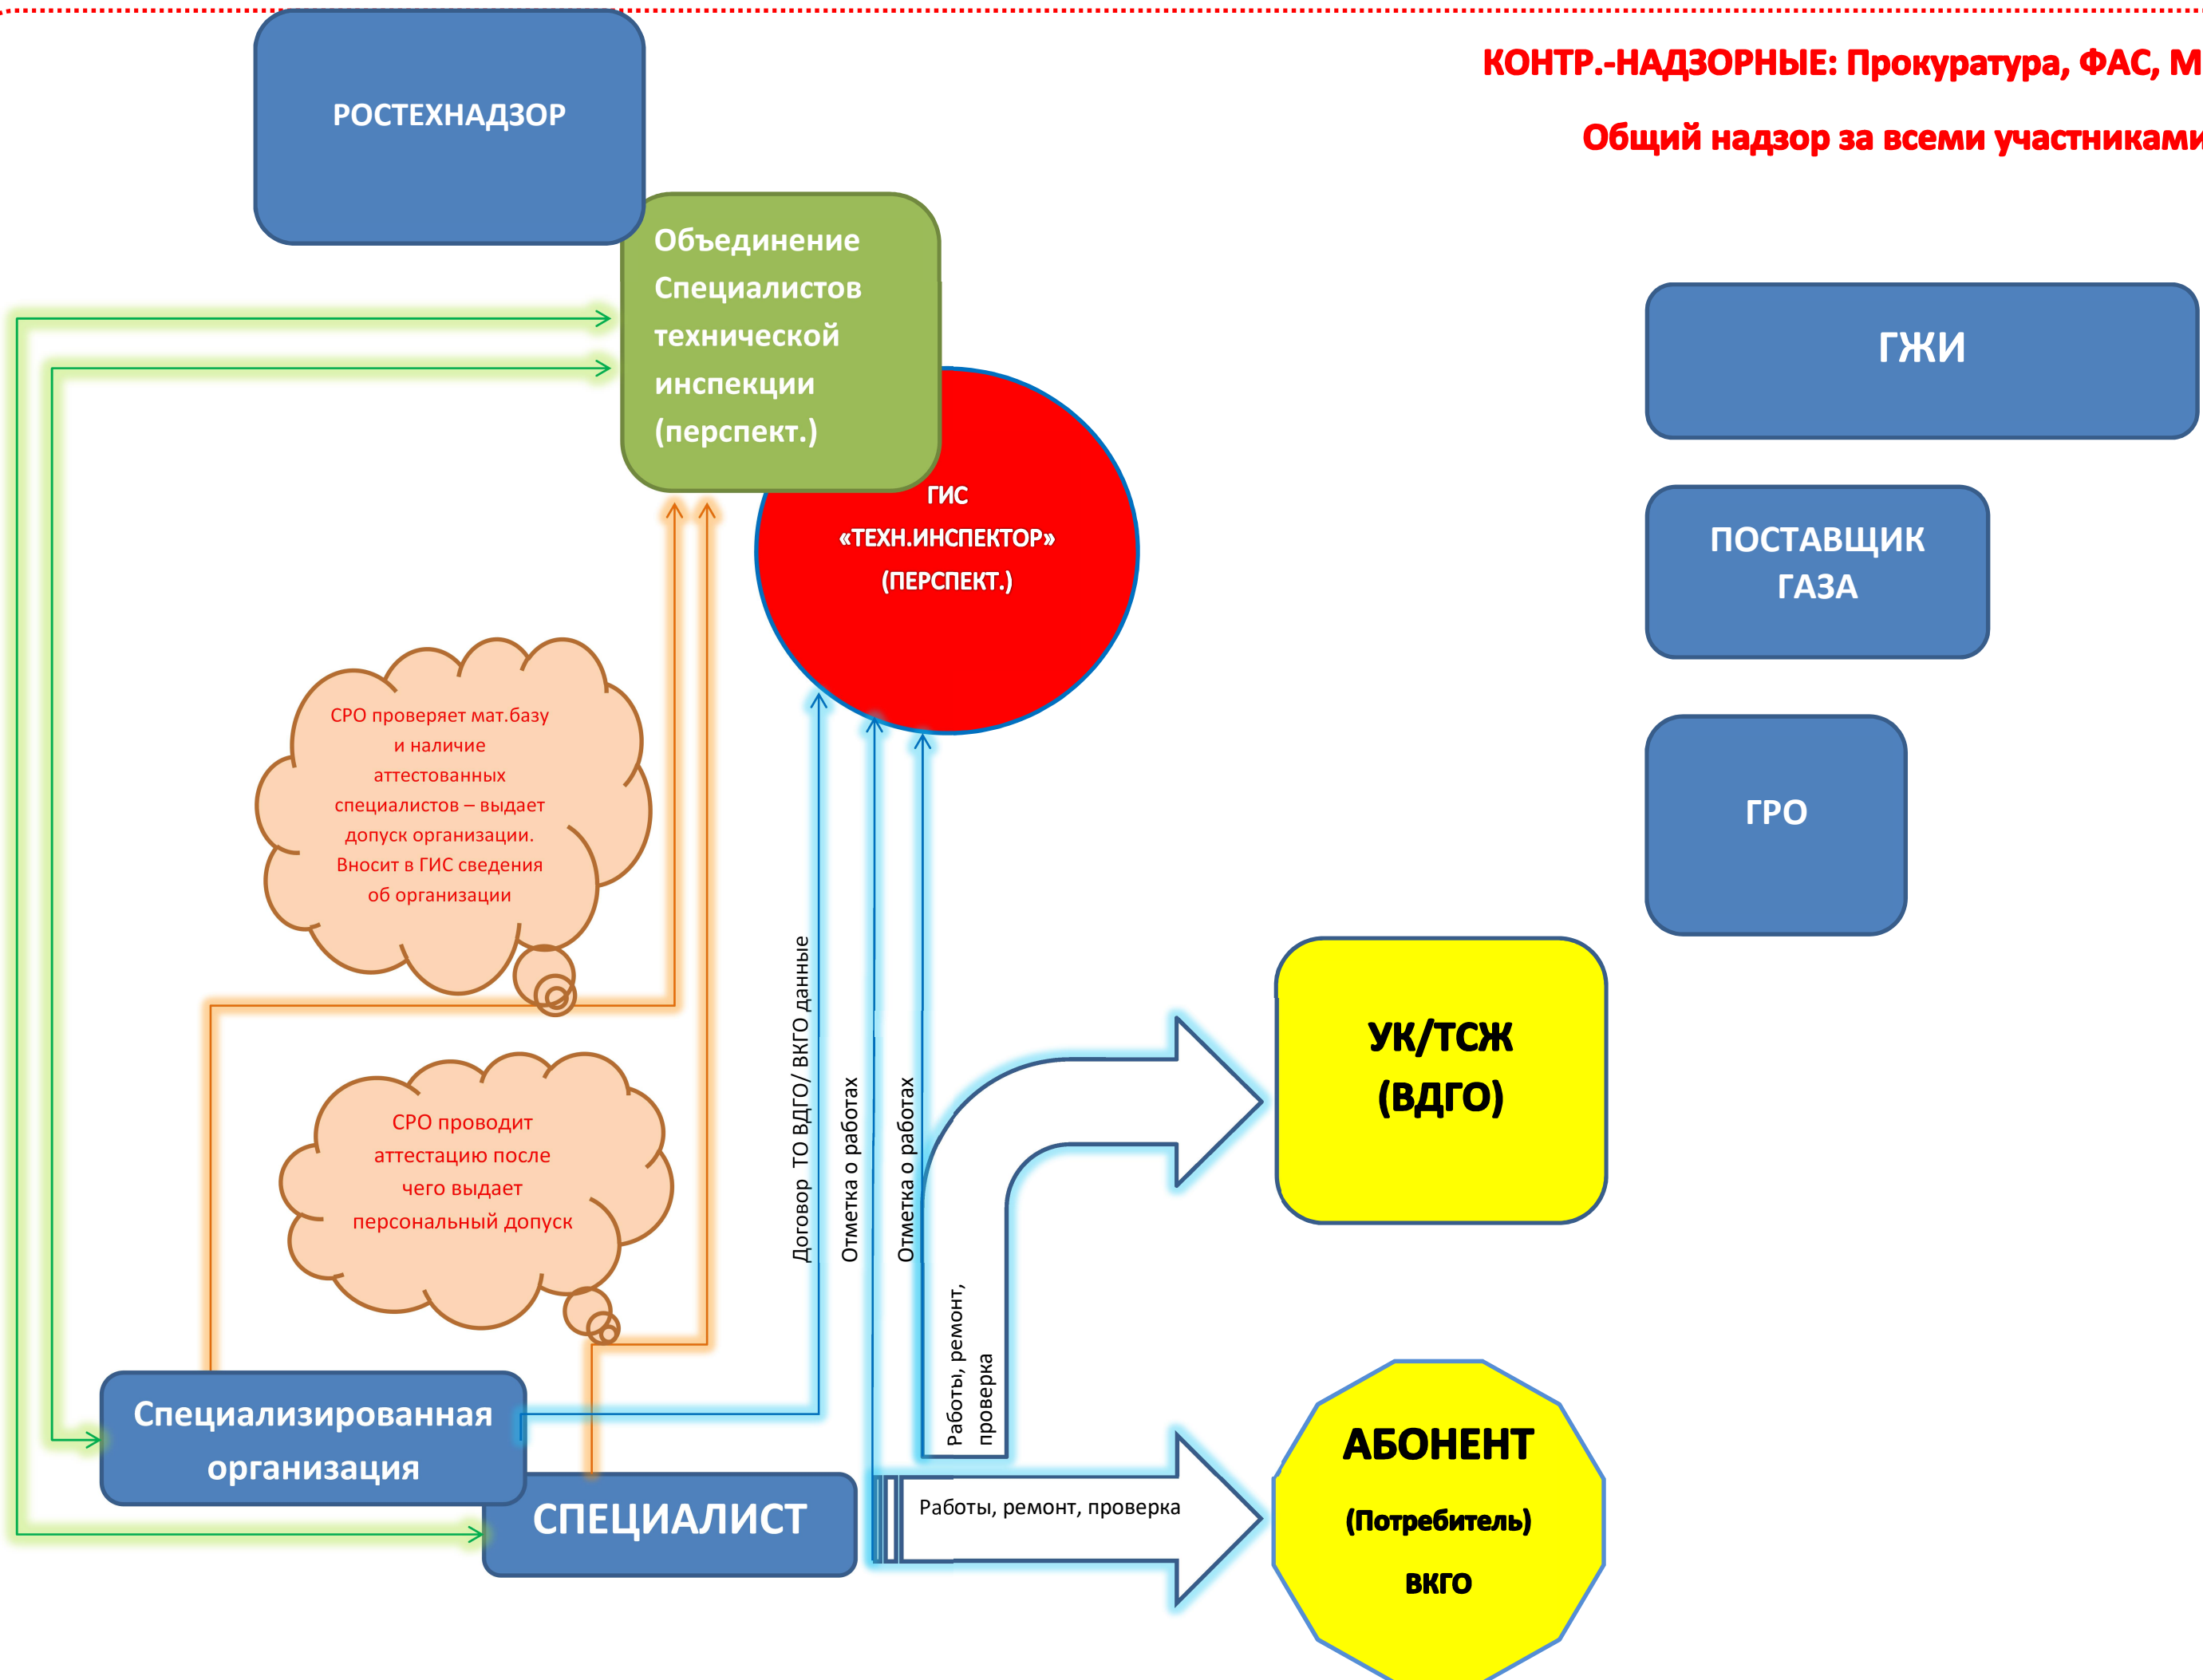 КОНТР.-НАДЗОРНЫЕ: Прокуратура, ФАС, М
Общий надзор за всеми участниками
РОСТЕХНАДЗОР
Объединение
Специалистов
технической
инспекции
(перспект.)
ГЖИ
ГИС
«ТЕХН.ИНСПЕКТОР»
(ПЕРСПЕКТ.)
ПОСТАВЩИК
ГАЗА
ГРО
СРО проверяет мат.базу
и наличие
аттестованных
специалистов – выдает
допуск организации.
Вносит в ГИС сведения
об организации
СРО проводит
аттестацию после
чего выдает
персональный допуск
Договор ТО ВДГО/ ВКГО данные
Отметка о работах
Отметка о работах
Работы, ремонт,
проверка
УК/ТСЖ
(ВДГО)
Специализированная
организация
СПЕЦИАЛИСТ
Работы, ремонт, проверка
АБОНЕНТ
(Потребитель)
ВКГО